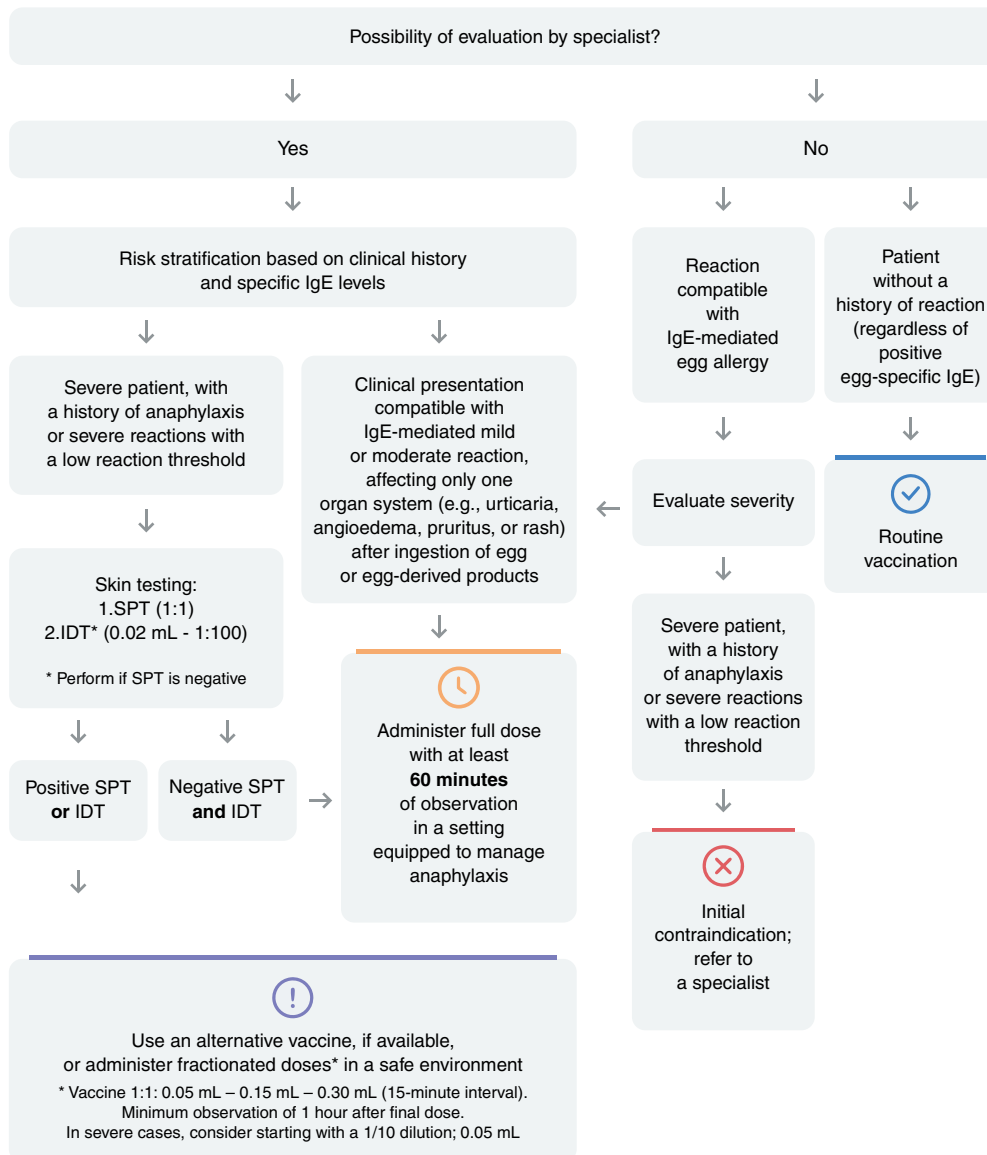 Possibility of evaluation by specialist?
Yes
No
Risk stratification based on clinical history
and specific IgE levels
Severe patient, with
a history of anaphylaxis
or severe reactions with
a low reaction threshold
Clinical presentation
compatible with
IgE-mediated mild
or moderate reaction,
affecting only one
organ system (e.g., urticaria,
angioedema, pruritus, or rash)
after ingestion of egg
or egg-derived products
Skin testing:
1.SPT (1:1)
2.IDT* (0.02 mL - 1:100)
* Perform if SPT is negative
Positive SPT
or IDT
Negative SPT
and IDT
Administer full dose
with at least
60 minutes
of observation
in a setting
equipped to manage
anaphylaxis
Use an alternative vaccine, if available,
or administer fractionated doses* in a safe environment
* Vaccine 1:1: 0.05 mL – 0.15 mL – 0.30 mL (15-minute interval).
Minimum observation of 1 hour after final dose.
In severe cases, consider starting with a 1/10 dilution; 0.05 mL
Reaction
compatible
with
IgE-mediated
egg allergy
Evaluate severity
Severe patient,
with a history
of anaphylaxis
or severe reactions
with a low reaction
threshold
Initial
contraindication;
refer to
a specialist
Patient
without a
history of reaction
(regardless of
positive
egg-specific IgE)
Routine
vaccination